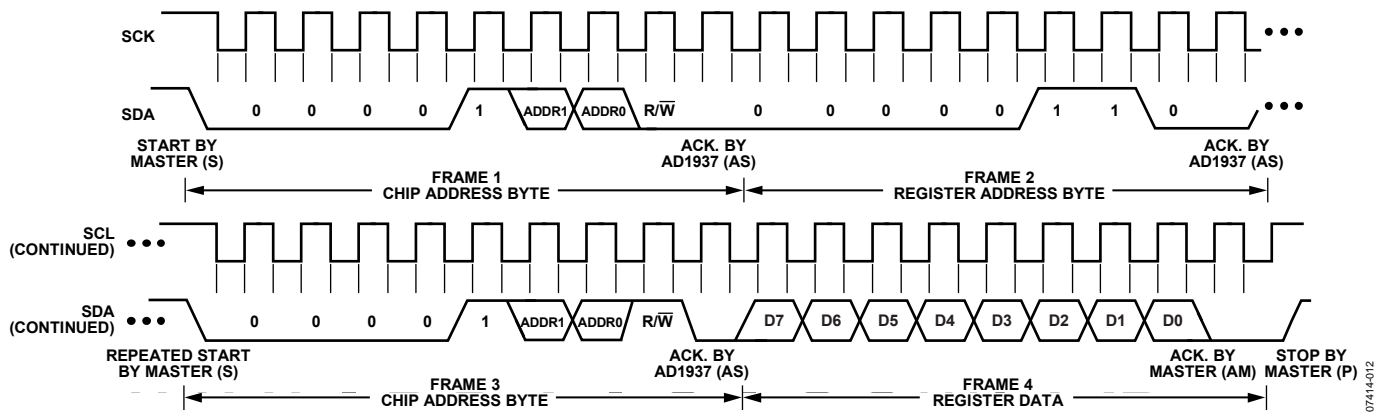 SCK
SDA
0 0 0 0 1 ADDR1 ADDR0 R/W̅ 0 0 0 0 0 1 1 0
START BY
MASTER (S)
ACK. BY
AD1937 (AS)
ACK. BY
AD1937 (AS)
FRAME 1
CHIP ADDRESS BYTE
FRAME 2
REGISTER ADDRESS BYTE
SCL
(CONTINUED)
SDA
(CONTINUED)
0 0 0 0 1 ADDR1 ADDR0 R/W̅ D7 D6 D5 D4 D3 D2 D1 D0
REPEATED START
BY MASTER (S)
ACK. BY
AD1937 (AS)
ACK. BY
MASTER (AM)
STOP BY
MASTER (P)
FRAME 3
CHIP ADDRESS BYTE
FRAME 4
REGISTER DATA
07414-012